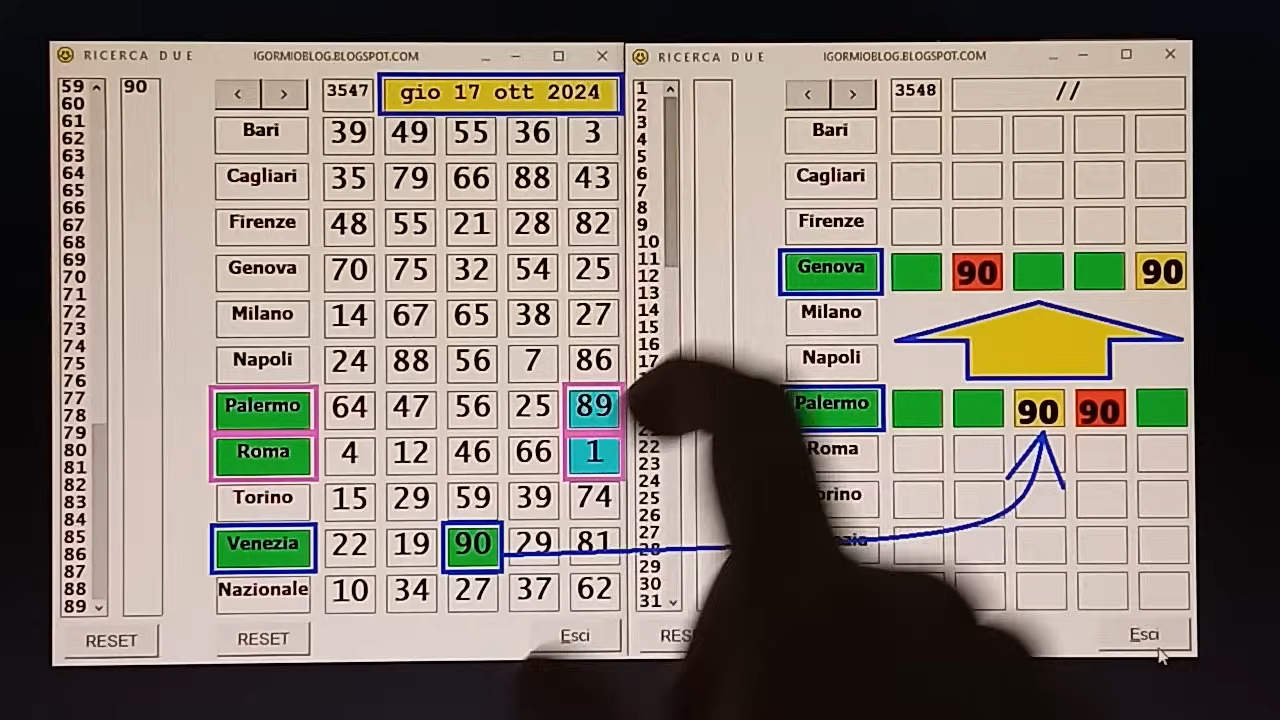 RICERCA DUE IGORMIOBLOG.BLOGSPOT.COM
59 90 < > 3547 gio 17 ott 2024
60
61 Bari 39 49 55 36 3
62
63
64 Cagliari 35 79 66 88 43
65
66
67 Firenze 48 55 21 28 82
68
69 Genova 70 75 32 54 25
70
71
72 Milano 14 67 65 38 27
73
74
75 Napoli 24 88 56 7 86
76
77 Palermo 64 47 56 25 89
78
79
80 Roma 4 12 46 66 1
81
82 Torino 15 29 59 39 74
83
84
85 Venezia 22 19 90 29 81
86
87
88 Nazionale 10 34 27 37 62
89
RESET RESET Esci
RICERCA DUE IGORMIOBLOG.BLOGSPOT.COM
1 < > 3548 //
2
3 Bari
4
5
6 Cagliari
7
8
9 Firenze
10
11 Genova 90 90
12
13
14 Milano
15
16
17 Napoli
Palermo 90 90
22 Roma
23
24
25
26
27
28
29
30
31
Esci